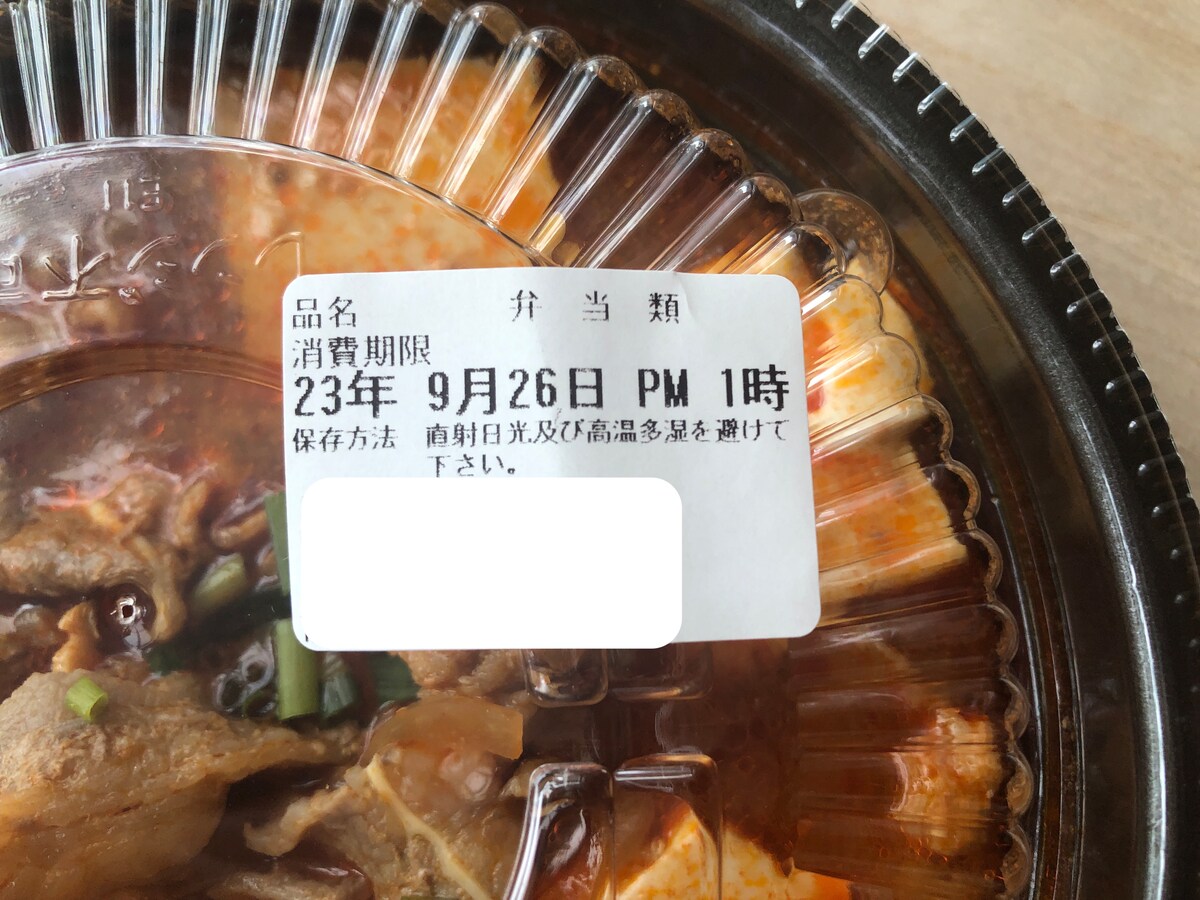 品名 弁当類
消費期限
23年 9月26日 PM 1時
保存方法 直射日光及び高温多湿を避けて
下さい。